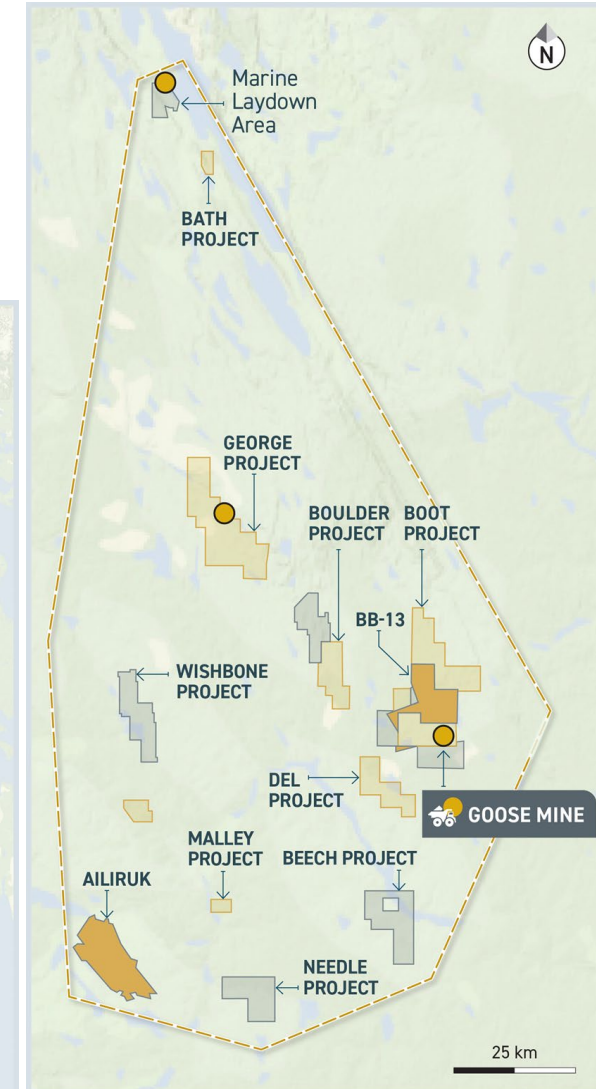 N
Marine
Laydown
Area
BATH
PROJECT
GEORGE
PROJECT
BOULDER
PROJECT
BOOT
PROJECT
BB-13
WISHBONE
PROJECT
DEL
PROJECT
GOOSE MINE
MALLEY
PROJECT
BEECH PROJECT
AILIRUK
NEEDLE
PROJECT
25 km